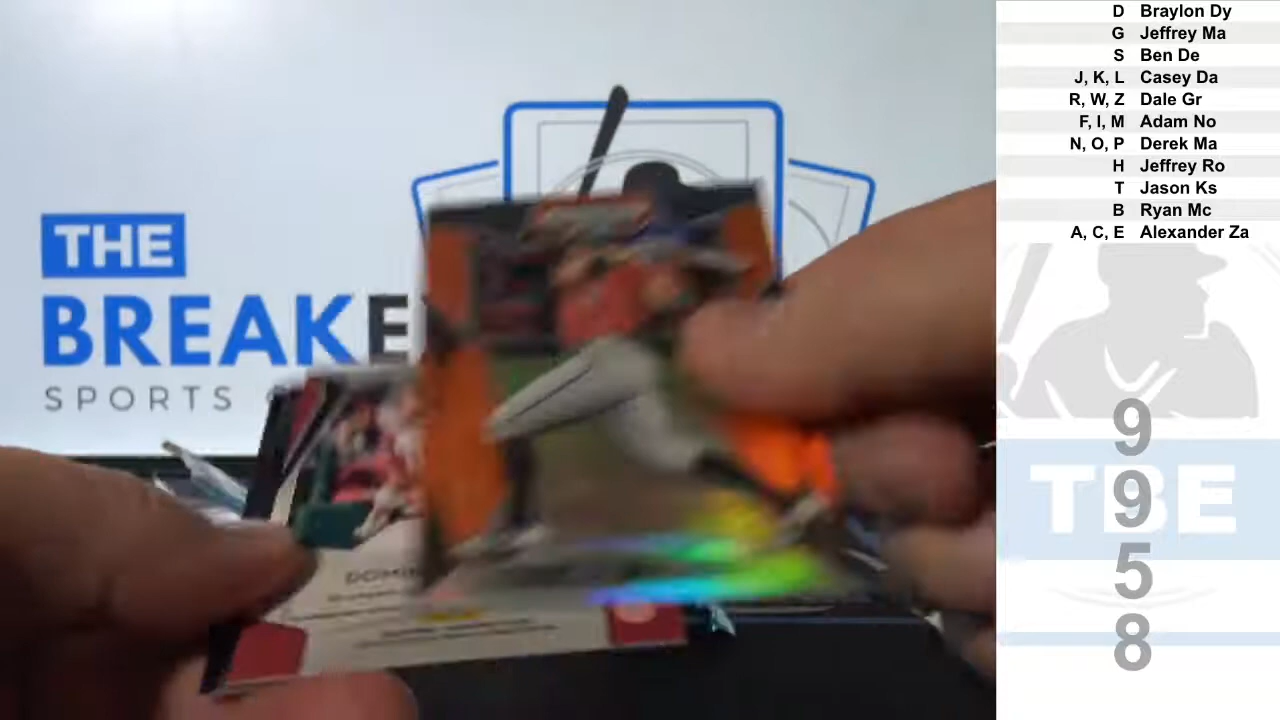 THE
BREAKE
SPORTS
DOMIN
D Braylon Dy
G Jeffrey Ma
S Ben De
J, K, L Casey Da
R, W, Z Dale Gr
F, I, M Adam No
N, O, P Derek Ma
H Jeffrey Ro
T Jason Ks
B Ryan Mc
A, C, E Alexander Za
TBE
9
9
5
8